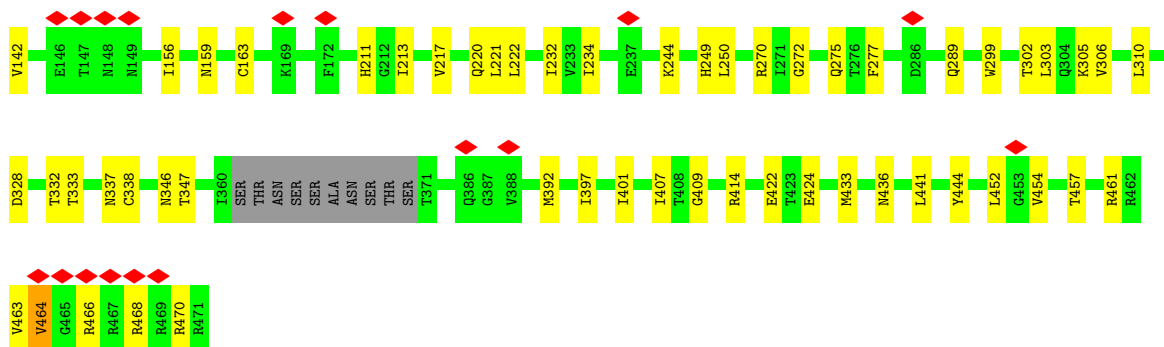 V142 E146 T147 N148 N149 I156 N159 C163 K169 F172 H211 G212 I213 V217 Q220 L221 L222 I232 V233 I234 E237 K244 H249 L250 R270 I271 G272 Q275 T276 F277 D286 Q289 W299 T302 L303 Q304 K305 V306 L310
D328 T332 T333 N337 C338 N346 T347 I360 SER THR ASN SER SER ALA ASN SER THR SER T371 Q386 G387 V388 M392 I397 I401 I407 T408 G409 R414 E422 T423 E424 M433 N436 L441 Y444 L452 G453 V454 T457 R461 R462
V463 V464 G465 R466 R467 R468 R469 R470 R471